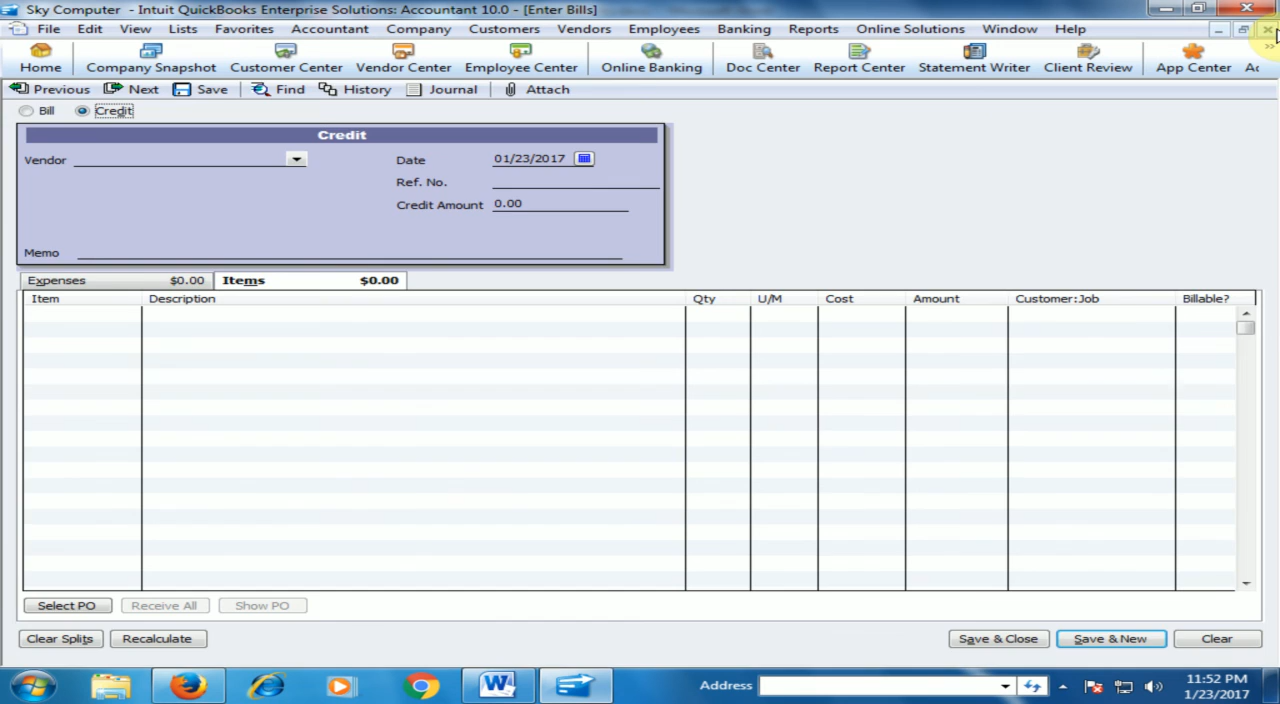 Sky Computer - Intuit QuickBooks Enterprise Solutions: Accountant 10.0 - [Enter Bills]
File Edit View Lists Favorites Accountant Company Customers Vendors Employees Banking Reports Online Solutions Window Help
Home Company Snapshot Customer Center Vendor Center Employee Center Online Banking Doc Center Report Center Statement Writer Client Review App Center Ac
Previous Next Save Find History Journal Attach
Bill Credit
Credit
Vendor Date 01/23/2017
Ref. No.
Credit Amount 0.00
Memo
Expenses $0.00 Items $0.00
Item Description Qty U/M Cost Amount Customer:Job Billable?
Select PO Receive All Show PO
Clear Splits Recalculate Save & Close Save & New Clear
Address 11:52 PM
1/23/2017